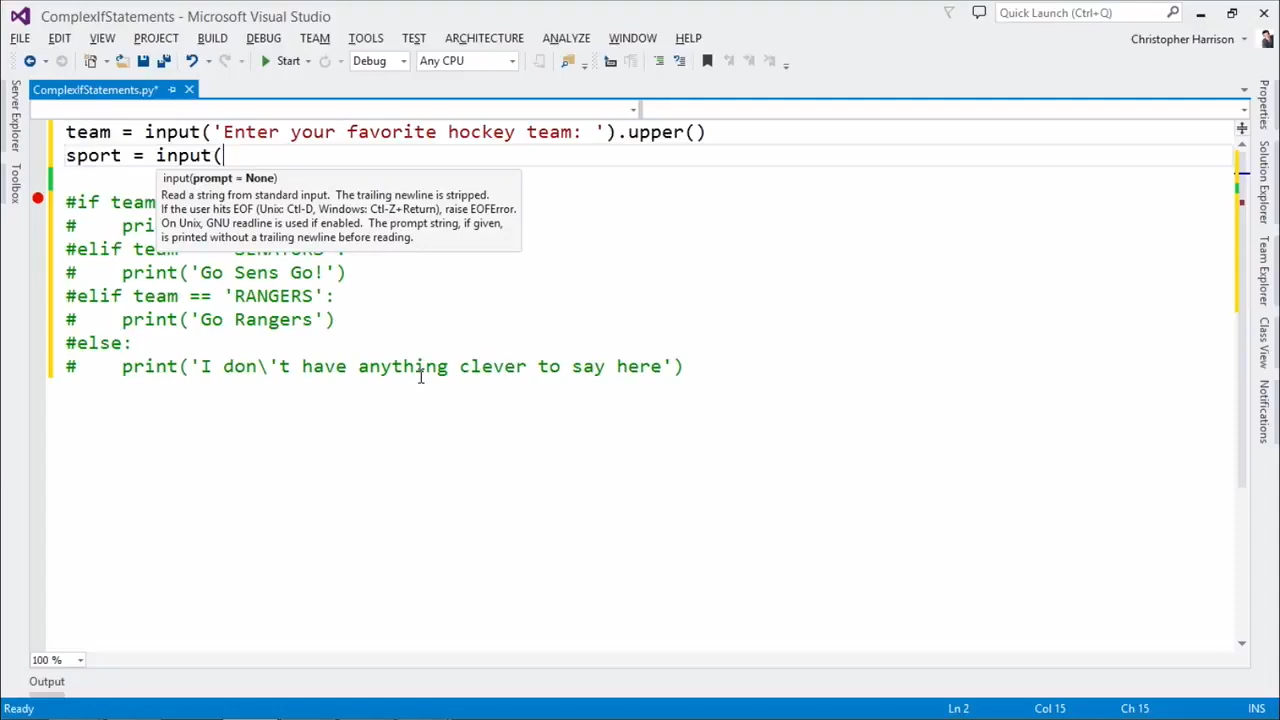 ComplexIfStatements - Microsoft Visual Studio
Quick Launch (Ctrl+Q)
FILE EDIT VIEW PROJECT BUILD DEBUG TEAM TOOLS TEST ARCHITECTURE ANALYZE WINDOW HELP
Christopher Harrison
Start Debug Any CPU
ComplexIfStatements.py*
Server Explorer
Toolbox
team = input('Enter your favorite hockey team: ').upper()
sport = input(
input(prompt = None)
Read a string from standard input. The trailing newline is stripped.
If the user hits EOF (Unix: Ctl-D, Windows: Ctl-Z+Return), raise EOFError.
On Unix, GNU readline is used if enabled. The prompt string, if given,
is printed without a trailing newline before reading.
#if team
# pri
#elif team
# print('Go Sens Go!')
#elif team == 'RANGERS':
# print('Go Rangers')
#else:
# print('I don\'t have anything clever to say here')
Properties
Solution Explorer
Team Explorer
Class View
Notifications
100 %
Output
Ready
Ln 2
Col 15
Ch 15
INS